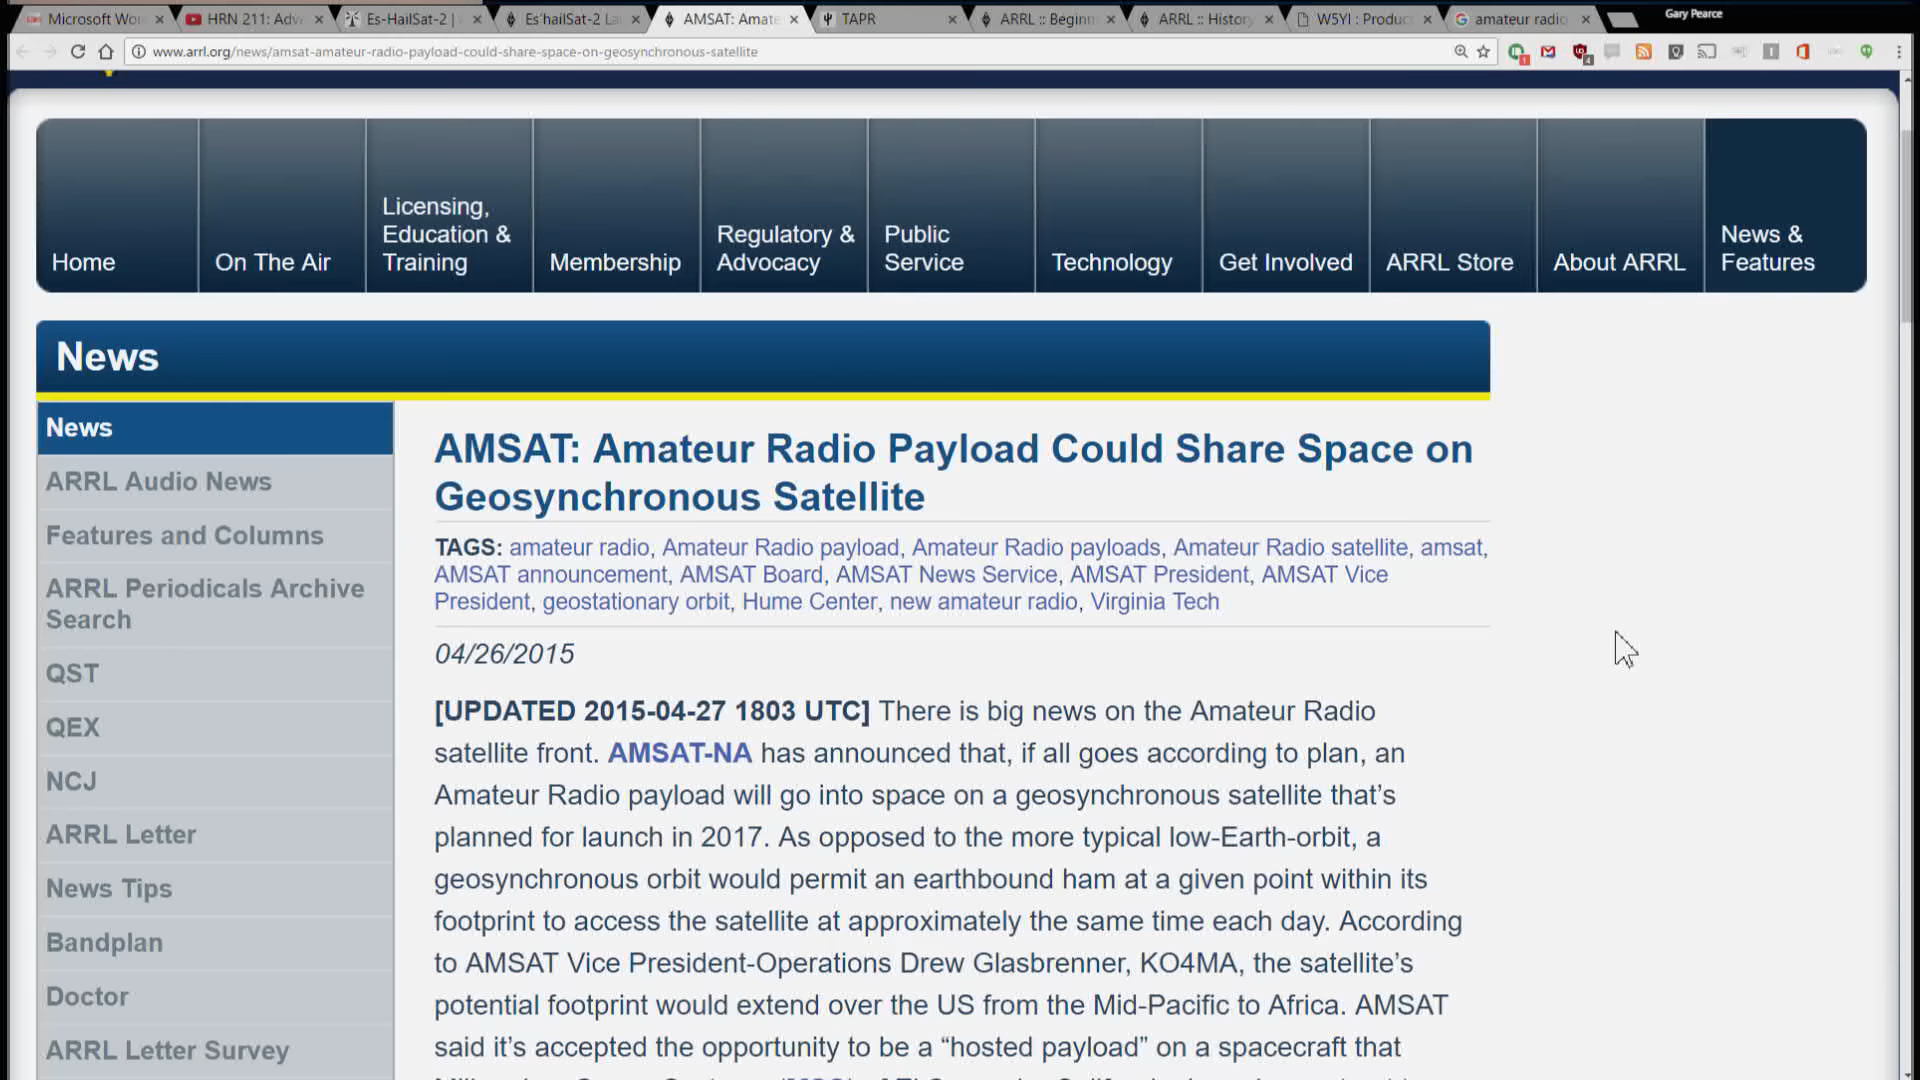 Microsoft Wor
HRN 211: Adv
Es-HailSat-2 |
Es'hailSat-2 La
AMSAT: Amate
TAPR
ARRL :: Beginn
ARRL :: History
W5YI : Produc
amateur radio
Gary Pearce
www.arrl.org/news/amsat-amateur-radio-payload-could-share-space-on-geosynchronous-satellite
Home
On The Air
Licensing,
Education &
Training
Membership
Regulatory &
Advocacy
Public
Service
Technology
Get Involved
ARRL Store
About ARRL
News &
Features
News
News
ARRL Audio News
Features and Columns
ARRL Periodicals Archive
Search
QST
QEX
NCJ
ARRL Letter
News Tips
Bandplan
Doctor
ARRL Letter Survey
AMSAT: Amateur Radio Payload Could Share Space on
Geosynchronous Satellite
TAGS: amateur radio, Amateur Radio payload, Amateur Radio payloads, Amateur Radio satellite, amsat,
AMSAT announcement, AMSAT Board, AMSAT News Service, AMSAT President, AMSAT Vice
President, geostationary orbit, Hume Center, new amateur radio, Virginia Tech
04/26/2015
[UPDATED 2015-04-27 1803 UTC] There is big news on the Amateur Radio
satellite front. AMSAT-NA has announced that, if all goes according to plan, an
Amateur Radio payload will go into space on a geosynchronous satellite that's
planned for launch in 2017. As opposed to the more typical low-Earth-orbit, a
geosynchronous orbit would permit an earthbound ham at a given point within its
footprint to access the satellite at approximately the same time each day. According
to AMSAT Vice President-Operations Drew Glasbrenner, KO4MA, the satellite's
potential footprint would extend over the US from the Mid-Pacific to Africa. AMSAT
said it's accepted the opportunity to be a “hosted payload” on a spacecraft that